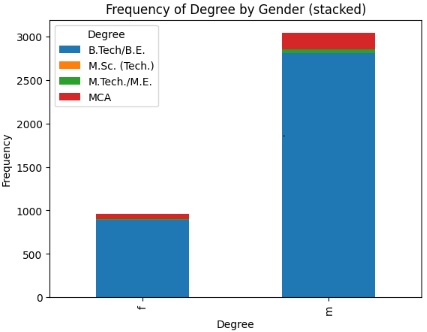 Frequency of Degree by Gender (stacked)
Degree
B.Tech/B.E.
M.Sc. (Tech.)
M.Tech./M.E.
MCA
3000
2500
2000
1500
1000
500
0
Frequency
f
m
Degree